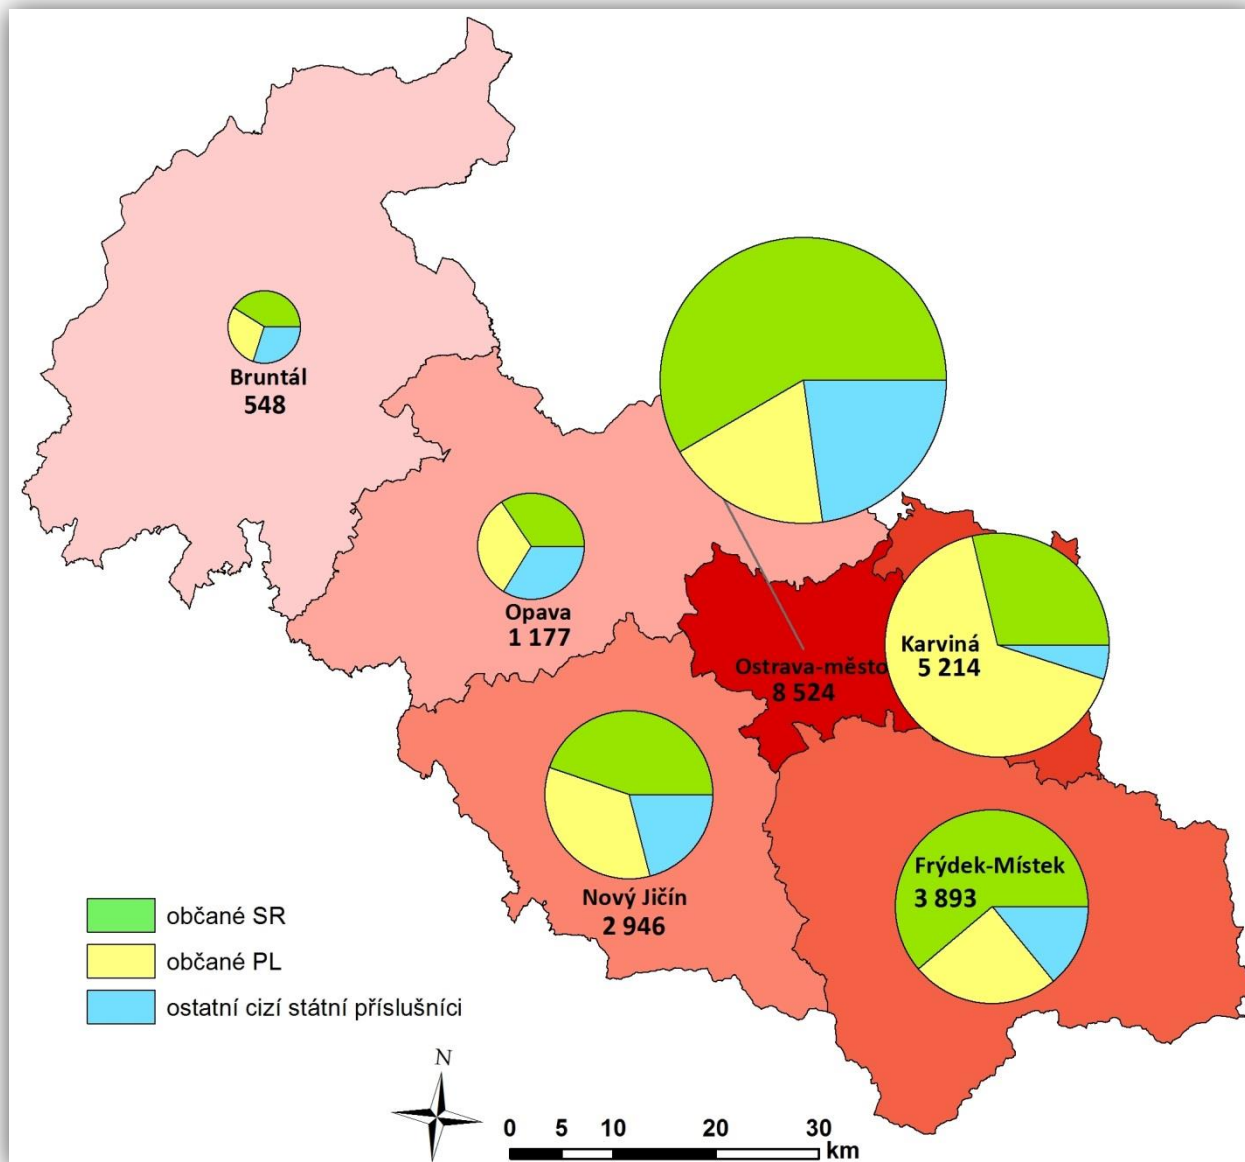 Bruntál
548
Opava
1 177
Karviná
5 214
Ostrava-město
8 524
Frýdek-Místek
3 893
Nový Jičín
2 946
občané SR
občané PL
ostatní cizí státní příslušníci
N
0 5 10 20 30
km